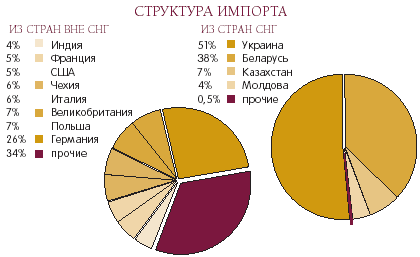 СТРУКТУРА ИМПОРТА
ИЗ СТРАН ВНЕ СНГ
4% Индия
5% Франция
5% США
6% Чехия
6% Италия
7% Великобритания
7% Польша
26% Германия
34% прочие
ИЗ СТРАН СНГ
51% Украина
38% Беларусь
7% Казахстан
4% Молдова
0,5% прочие